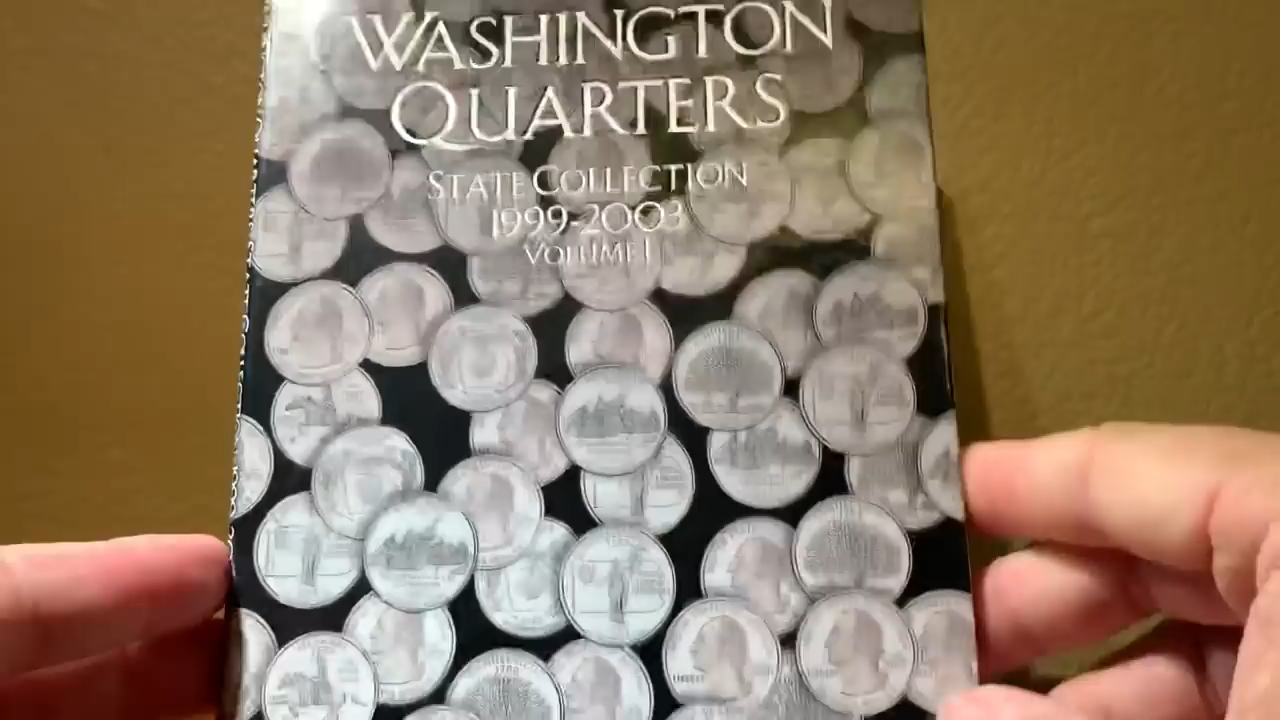 WASHINGTON
QUARTERS
STATE COLLECTION
1999-2003
VOLUME I